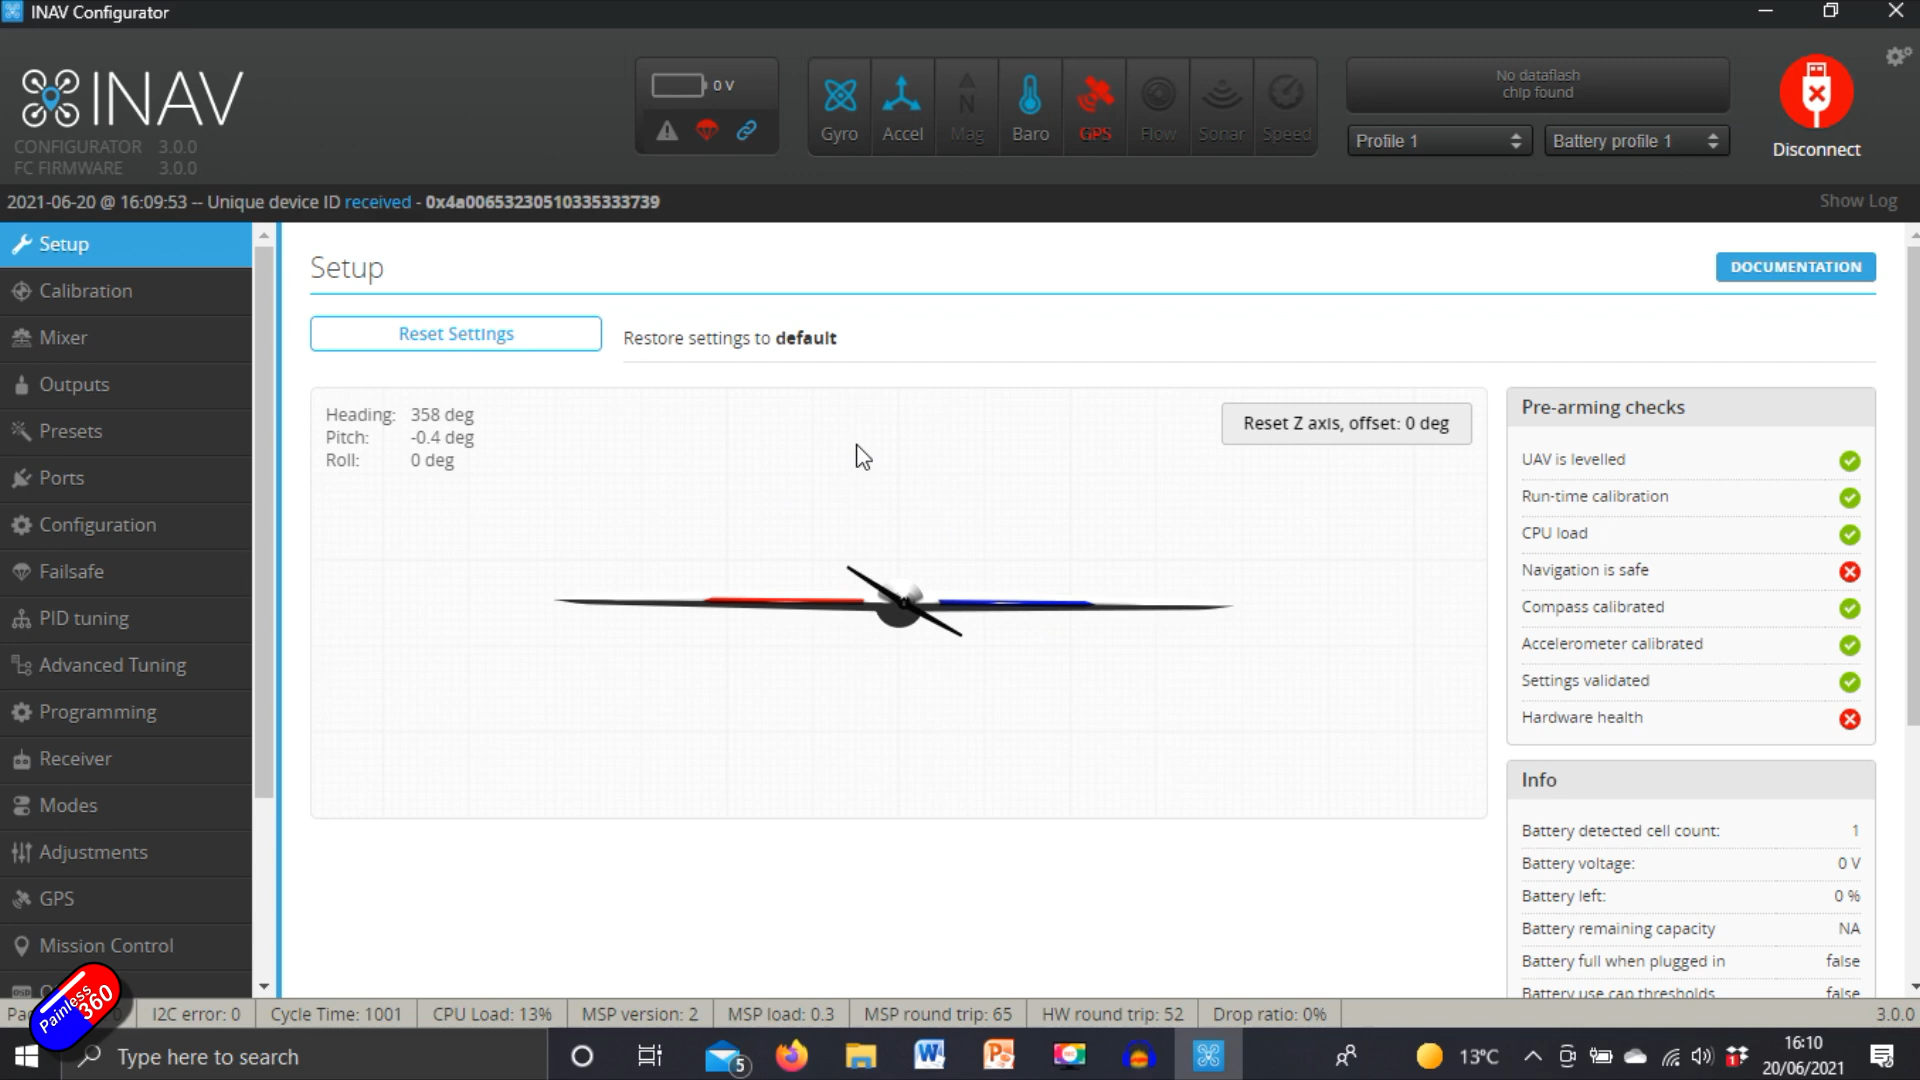 INAV Configurator
INAV
CONFIGURATOR 3.0.0
FC FIRMWARE 3.0.0
0 V
Gyro
Accel
Mag
Baro
GPS
Flow
Sonar
Speed
No dataflash
chip found
Profile 1
Battery profile 1
Disconnect
2021-06-20 @ 16:09:53 -- Unique device ID received - 0x4a00653230510335333739
Show Log
Setup
Calibration
Mixer
Outputs
Presets
Ports
Configuration
Failsafe
PID tuning
Advanced Tuning
Programming
Receiver
Modes
Adjustments
GPS
Mission Control
Setup
DOCUMENTATION
Reset Settings
Restore settings to default
Heading: 358 deg
Pitch: -0.4 deg
Roll: 0 deg
Reset Z axis, offset: 0 deg
Pre-arming checks
UAV is levelled
Run-time calibration
CPU load
Navigation is safe
Compass calibrated
Accelerometer calibrated
Settings validated
Hardware health
Info
Battery detected cell count: 1
Battery voltage: 0 V
Battery left: 0 %
Battery remaining capacity NA
Battery full when plugged in false
Battery use cap thresholds false
Painless
360
I2C error: 0
Cycle Time: 1001
CPU Load: 13%
MSP version: 2
MSP load: 0.3
MSP round trip: 65
HW round trip: 52
Drop ratio: 0%
3.0.0
Type here to search
5
13°C
1
16:10
20/06/2021